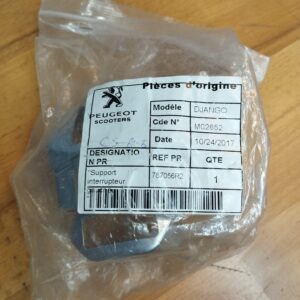 Pièces d'origine
PEUGEOT
SCOOTERS
Modèle DJANGO
Cde N° M02652
Date 10/24/2017
DESIGNATIO
N PR REF PR QTE
"Support
interrupteur 767056R2 1